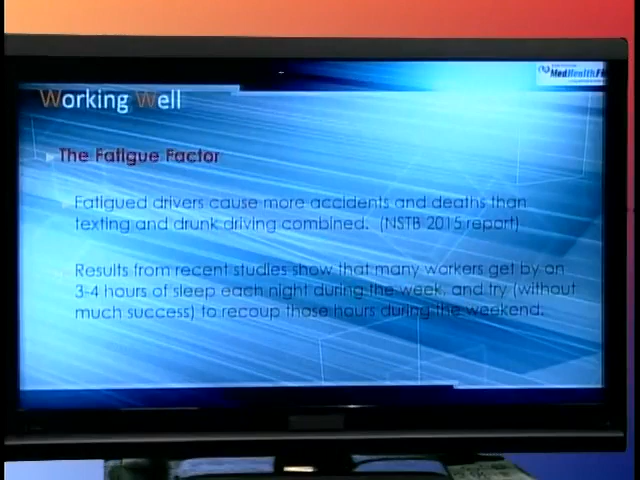 MedHealthFi
Working Well
The Fatigue Factor
Fatigued drivers cause more accidents and deaths than
texting and drunk driving combined. (NSTB 2015 report)
Results from recent studies show that many workers get by on
3-4 hours of sleep each night during the week, and try (without
much success) to recoup those hours during the weekend.